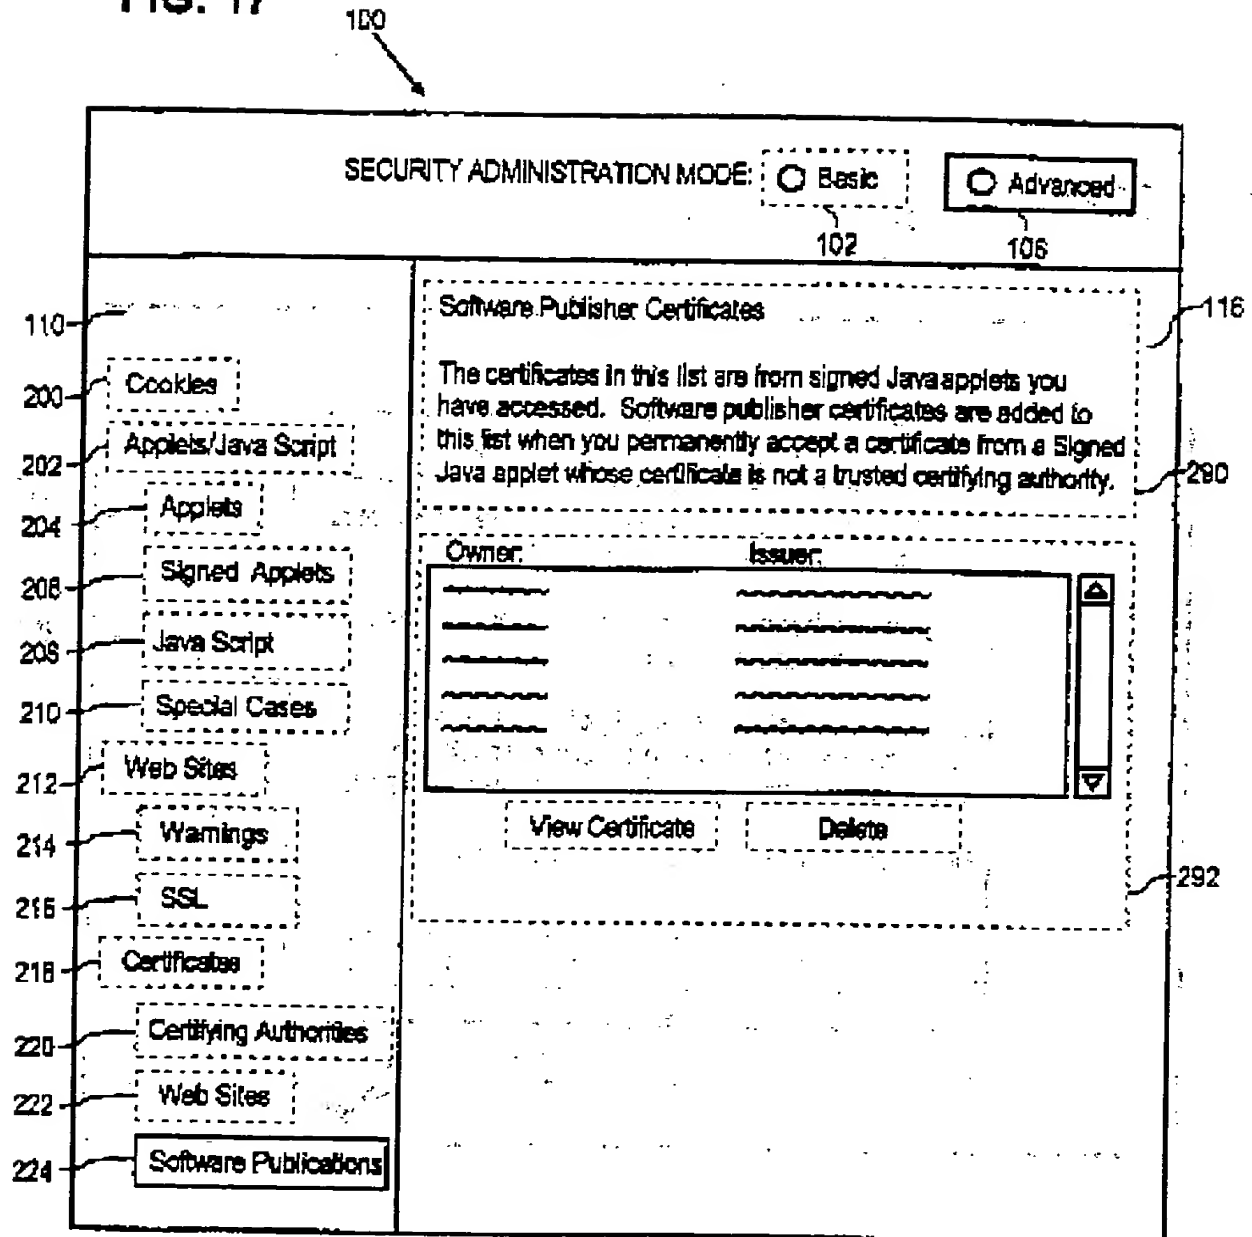 FIG. 17
100
SECURITY ADMINISTRATION MODE: Basic Advanced
102 106
110
116
Software Publisher Certificates
The certificates in this list are from signed Java applets you
have accessed. Software publisher certificates are added to
this list when you permanently accept a certificate from a Signed
Java applet whose certificate is not a trusted certifying authority.
290
200 Cookies
202 Applets/Java Script
204 Applets
206 Signed Applets
208 Java Script
210 Special Cases
212 Web Sites
214 Warnings
216 SSL
218 Certificates
220 Certifying Authorities
222 Web Sites
224 Software Publications
Owner: Issuer:
View Certificate Delete
292